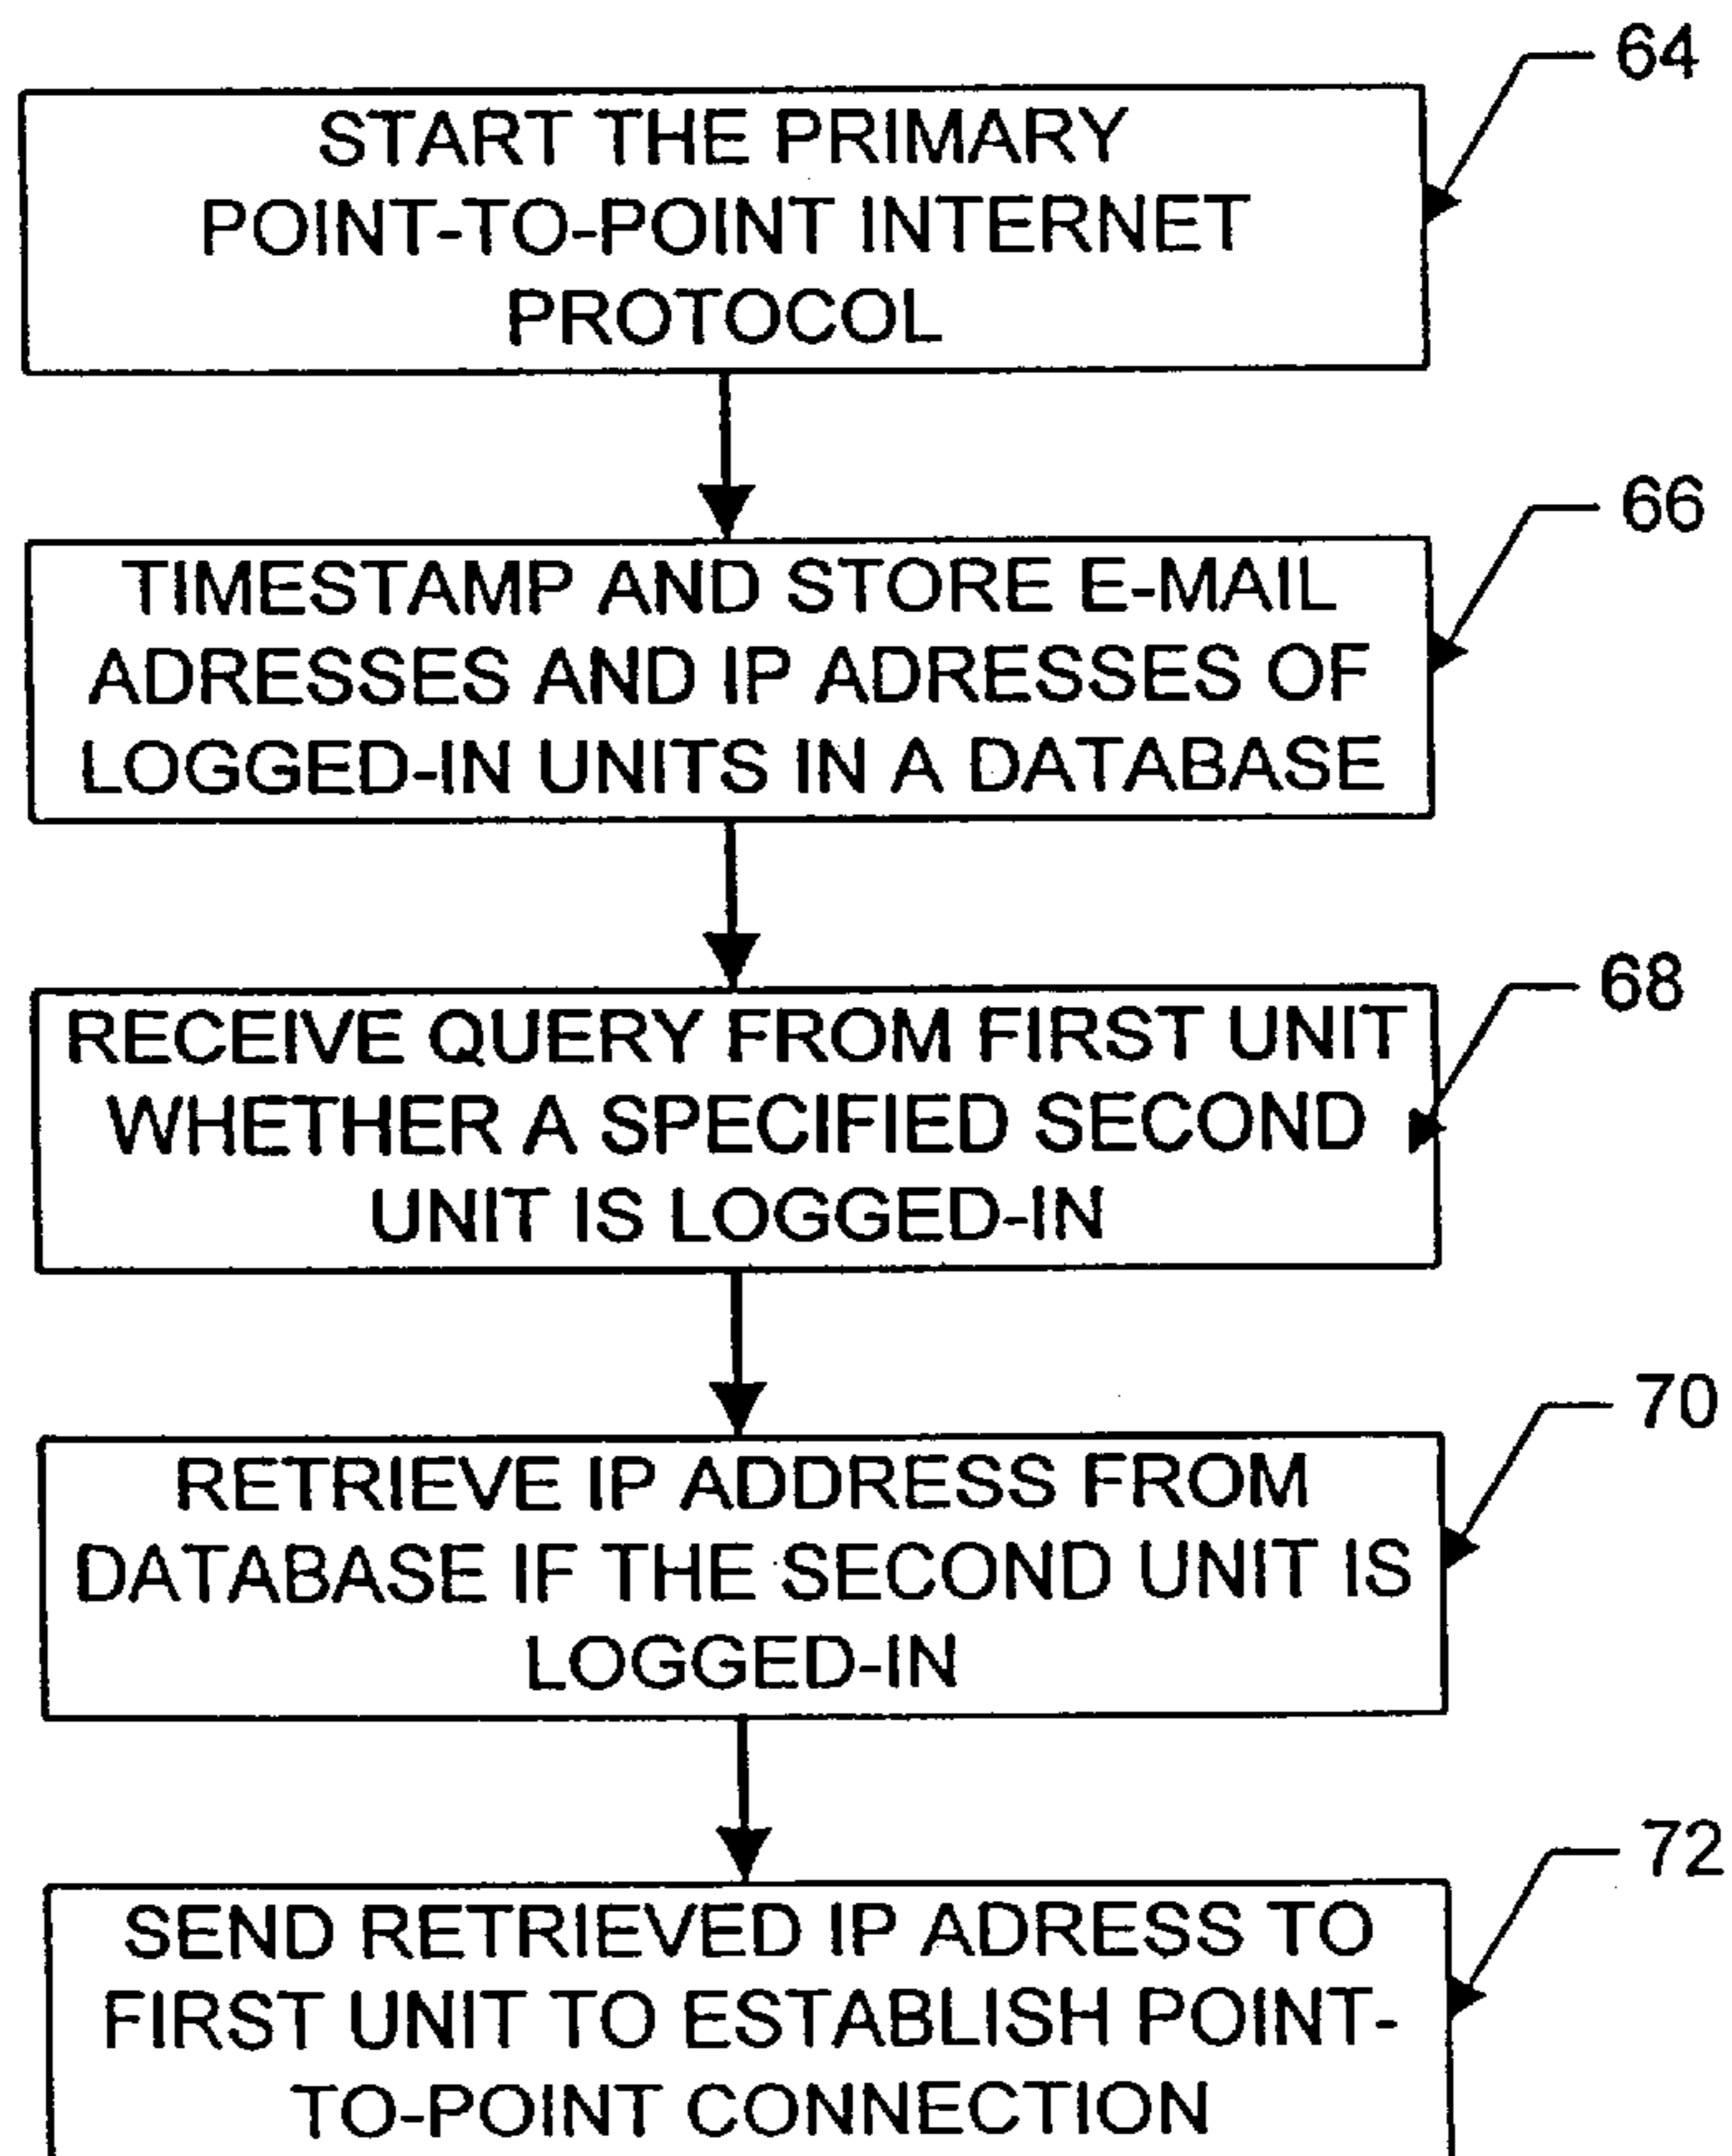 64
START THE PRIMARY
POINT-TO-POINT INTERNET
PROTOCOL
66
TIMESTAMP AND STORE E-MAIL
ADRESSES AND IP ADRESSES OF
LOGGED-IN UNITS IN A DATABASE
68
RECEIVE QUERY FROM FIRST UNIT
WHETHER A SPECIFIED SECOND
UNIT IS LOGGED-IN
70
RETRIEVE IP ADDRESS FROM
DATABASE IF THE SECOND UNIT IS
LOGGED-IN
72
SEND RETRIEVED IP ADRESS TO
FIRST UNIT TO ESTABLISH POINT-
TO-POINT CONNECTION